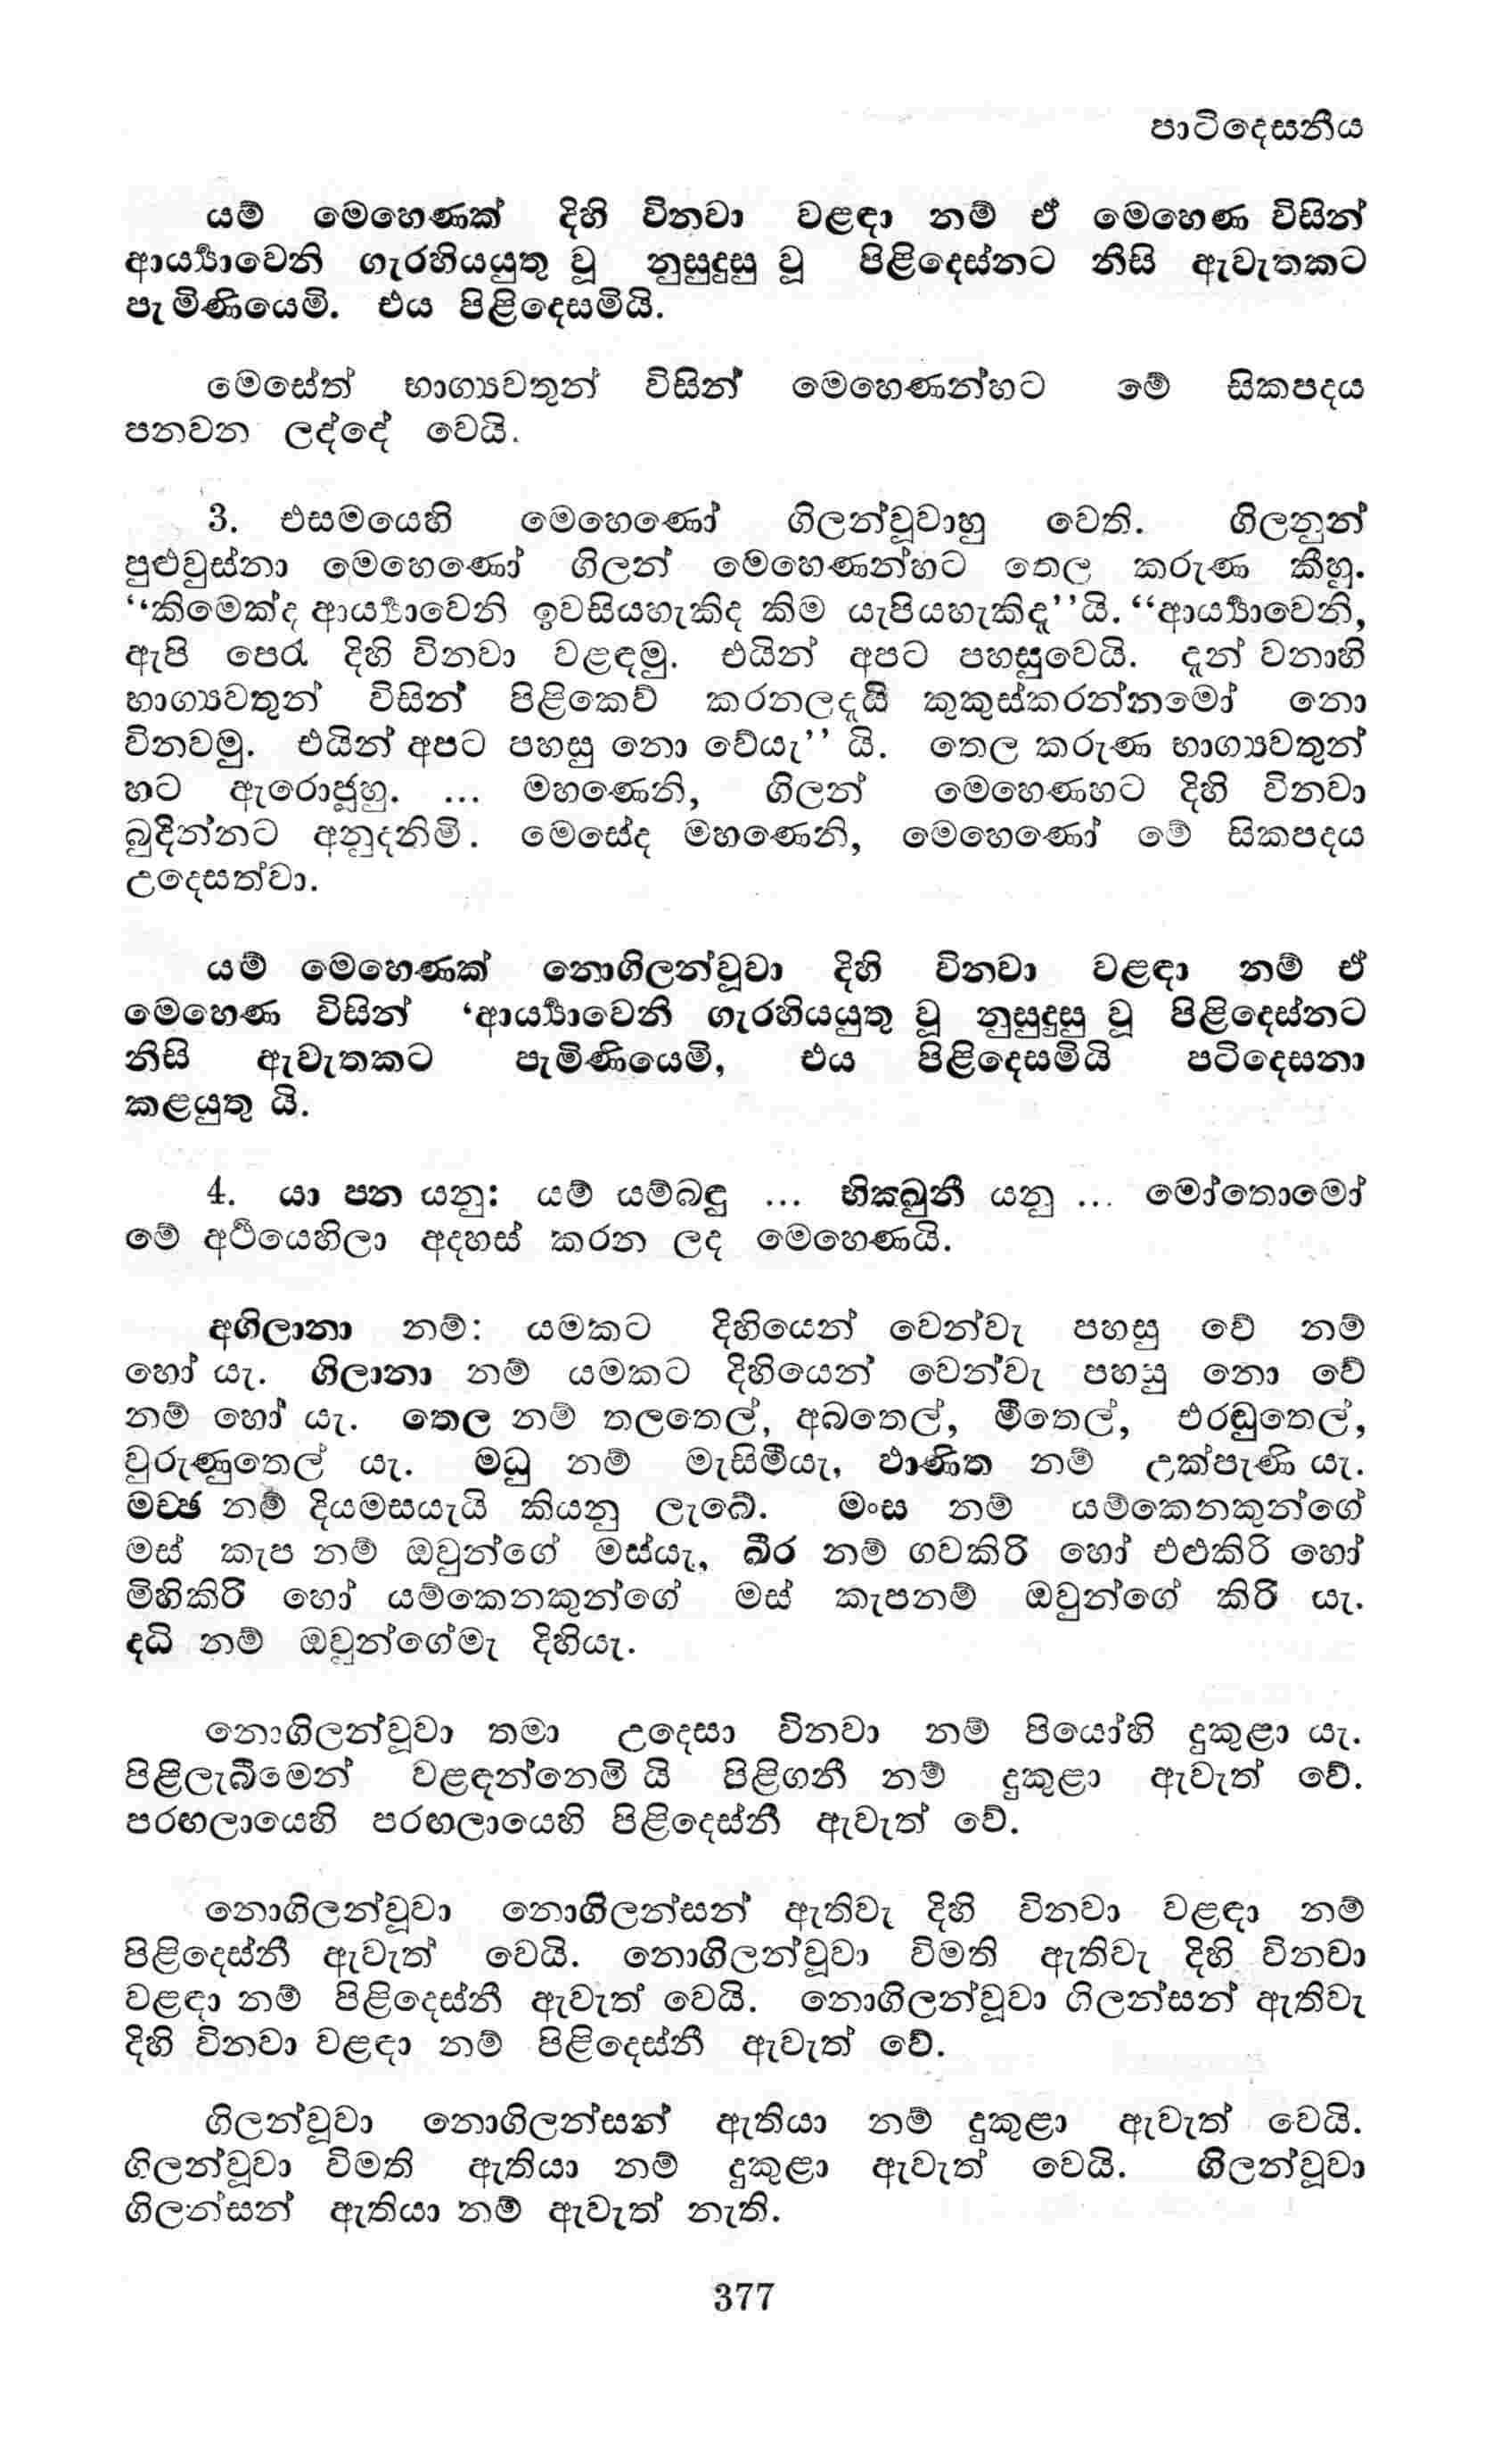 පාටිදෙසනීය
යම් මෙහෙණක් දිහි විනවා වළඳා නම් ඒ මෙහෙණ විසින්
ආර්‍ය්‍යාවෙනි ගැරහියයුතු වූ නුසුදුසු වූ පිළිදෙස්නට නිසි ඇවැතකට
පැමිණියෙමි. එය පිළිදෙසමියි.
මෙසේත් භාග්‍යවතුන් විසින් මෙහෙණන්හට මේ සිකපදය
පනවන ලද්දේ වෙයි.
3. එසමයෙහි මෙහෙණෝ ගිලන්වූවාහු වෙති. ගිලනුන්
පුළුවුස්නා මෙහෙණෝ ගිලන් මෙහෙණන්හට තෙල කරුණ කීහු.
“කිමෙක්ද ආර්‍ය්‍යාවෙනි ඉවසියහැකිද කිම යැපියහැකිදැ”යි. “ආර්‍ය්‍යාවෙනි,
ඇපි පෙරැ දිහි විනවා වළඳමු. එයින් අපට පහසුවෙයි. දැන් වනාහි
භාග්‍යවතුන් විසින් පිළිකෙව් කරනලදැයි කුකුස්කරන්නමෝ නො
විනවමු. එයින් අපට පහසු නො වේයැ” යි. තෙල කරුණ භාග්‍යවතුන්
හට ඇරොජූහු. ... මහණෙනි, ගිලන් මෙහෙණහට දිහි විනවා
බුදින්නට අනුදනිමි. මෙසේද මහණෙනි, මෙහෙණෝ මේ සිකපදය
උදෙසත්වා.
යම් මෙහෙණක් නොගිලන්වූවා දිහි විනවා වළඳා නම් ඒ
මෙහෙණ විසින් ‘ආර්‍ය්‍යාවෙනි ගැරහියයුතු වූ නුසුදුසු වූ පිළිදෙස්නට
නිසි ඇවැතකට පැමිණියෙමි, එය පිළිදෙසමියි පටිදෙසනා
කළයුතු යි.
4. යා පන යනු: යම් යම්බඳු ... භික්ඛුනී යනු ... මෝතොමෝ
මේ අර්‍ථයෙහිලා අදහස් කරන ලද මෙහෙණයි.
අගිලානා නම්: යමකට දිහියෙන් වෙන්වැ පහසු වේ නම්
හෝ යැ. ගිලානා නම් යමකට දිහියෙන් වෙන්වැ පහසු නො වේ
නම් හෝ යැ. තෙල නම් තලතෙල්, අබතෙල්, මීතෙල්, එරඬුතෙල්,
වුරුණුතෙල් යැ. මධු නම් මැසිමීයැ, ඵාණිත නම් උක්පැණි යැ.
මච්ඡ නම් දියමසයැයි කියනු ලැබේ. මංස නම් යම්කෙනකුන්ගේ
මස් කැප නම් ඔවුන්ගේ මස්යැ, ඛීර නම් ගවකිරි හෝ එළුකිරි හෝ
මිහිකිරි හෝ යම්කෙනකුන්ගේ මස් කැපනම් ඔවුන්ගේ කිරි යැ.
දධි නම් ඔවුන්ගේමැ දිහියැ.
නොගිලන්වූවා තමා උදෙසා විනවා නම් පියෝහි දුකුළා යැ.
පිළිලැබීමෙන් වළඳන්නෙමි යි පිළිගනී නම් දුකුළා ඇවැත් වේ.
පරගලායෙහි පරගලායෙහි පිළිදෙස්නී ඇවැත් වේ.
නොගිලන්වූවා නොගිලන්සන් ඇතිවැ දිහි විනවා වළඳා නම්
පිළිදෙස්නී ඇවැත් වෙයි. නොගිලන්වූවා විමති ඇතිවැ දිහි විනවා
වළඳා නම් පිළිදෙස්නී ඇවැත් වෙයි. නොගිලන්වූවා ගිලන්සන් ඇතිවැ
දිහි විනවා වළඳා නම් පිළිදෙස්නී ඇවැත් වේ.
ගිලන්වූවා නොගිලන්සන් ඇතියා නම් දුකුළා ඇවැත් වෙයි.
ගිලන්වූවා විමති ඇතියා නම් දුකුළා ඇවැත් වෙයි. ගිලන්වූවා
ගිලන්සන් ඇතියා නම් ඇවැත් නැති.
377